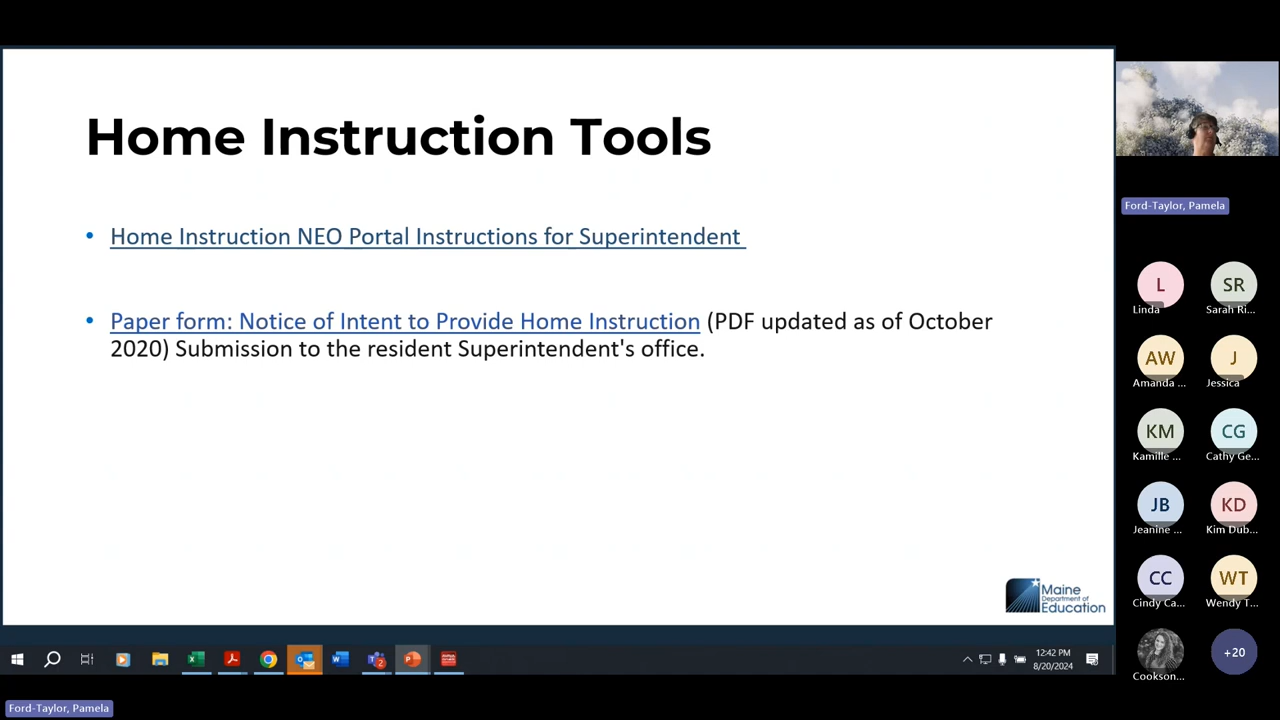 Home Instruction Tools
• Home Instruction NEO Portal Instructions for Superintendent
• Paper form: Notice of Intent to Provide Home Instruction (PDF updated as of October
2020) Submission to the resident Superintendent's office.
Maine
Department of
Education
12:42 PM
8/20/2024
Ford-Taylor, Pamela
L
SR
Linda
Sarah Ri...
AW
J
Amanda ...
Jessica
KM
CG
Kamille ...
Cathy Ge...
JB
KD
Jeanine ...
Kim Dub...
CC
WT
Cindy Ca...
Wendy T...
+20
Cookson...
Ford-Taylor, Pamela